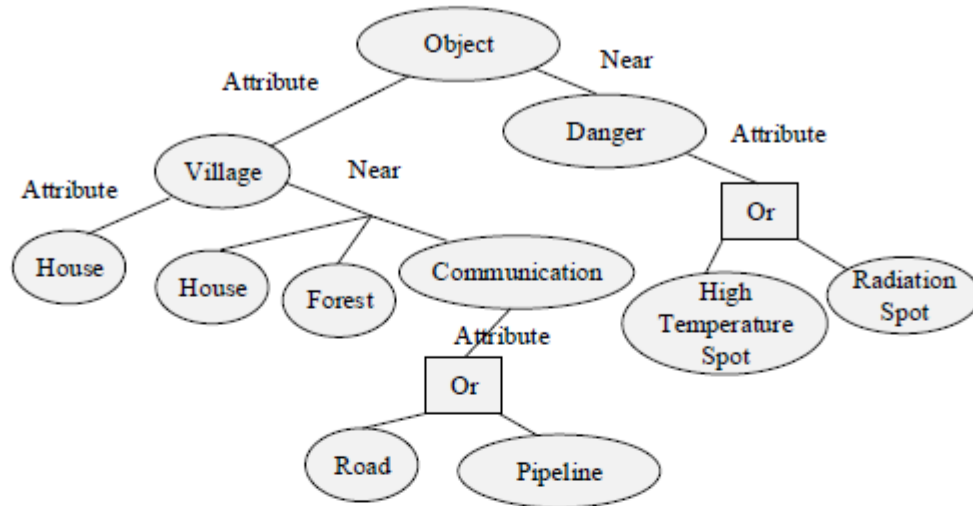 Object
Attribute
Near
Danger
Attribute
Village
Near
Attribute
Or
House
House
Forest
Communication
High
Temperature
Spot
Radiation
Spot
Attribute
Or
Road
Pipeline